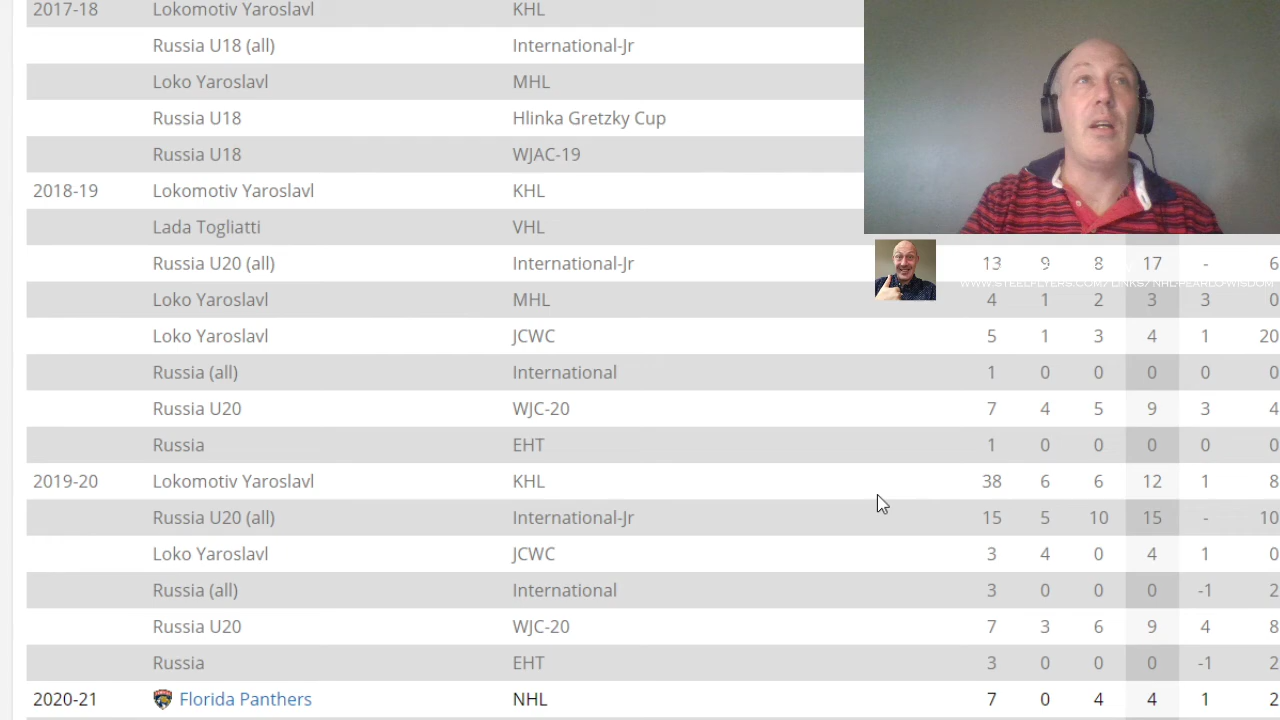 2017-18 Lokomotiv Yaroslavl KHL
Russia U18 (all) International-Jr
Loko Yaroslavl MHL
Russia U18 Hlinka Gretzky Cup
Russia U18 WJAC-19
2018-19 Lokomotiv Yaroslavl KHL
Lada Togliatti VHL
Russia U20 (all) International-Jr 13 9 8 17 - 6
WWW.STEELFLYERS.COM/LINKS/NHL-PEARLO-WISDOM
Loko Yaroslavl MHL 4 1 2 3 3 0
Loko Yaroslavl JCWC 5 1 3 4 1 20
Russia (all) International 1 0 0 0 0 0
Russia U20 WJC-20 7 4 5 9 3 4
Russia EHT 1 0 0 0 0 0
2019-20 Lokomotiv Yaroslavl KHL 38 6 6 12 1 8
Russia U20 (all) International-Jr 15 5 10 15 - 10
Loko Yaroslavl JCWC 3 4 0 4 1 0
Russia (all) International 3 0 0 0 -1 2
Russia U20 WJC-20 7 3 6 9 4 8
Russia EHT 3 0 0 0 -1 2
2020-21 Florida Panthers NHL 7 0 4 4 1 2